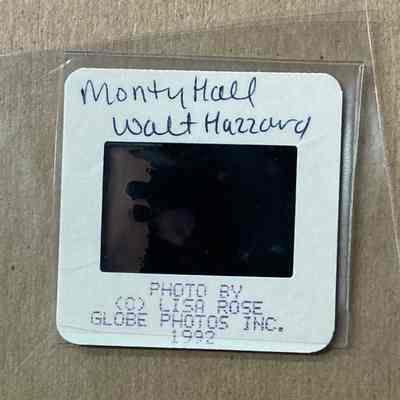 Monty Hall
Walt Hazzard
PHOTO BY
(C) LISA ROSE
GLOBE PHOTOS INC.
1992